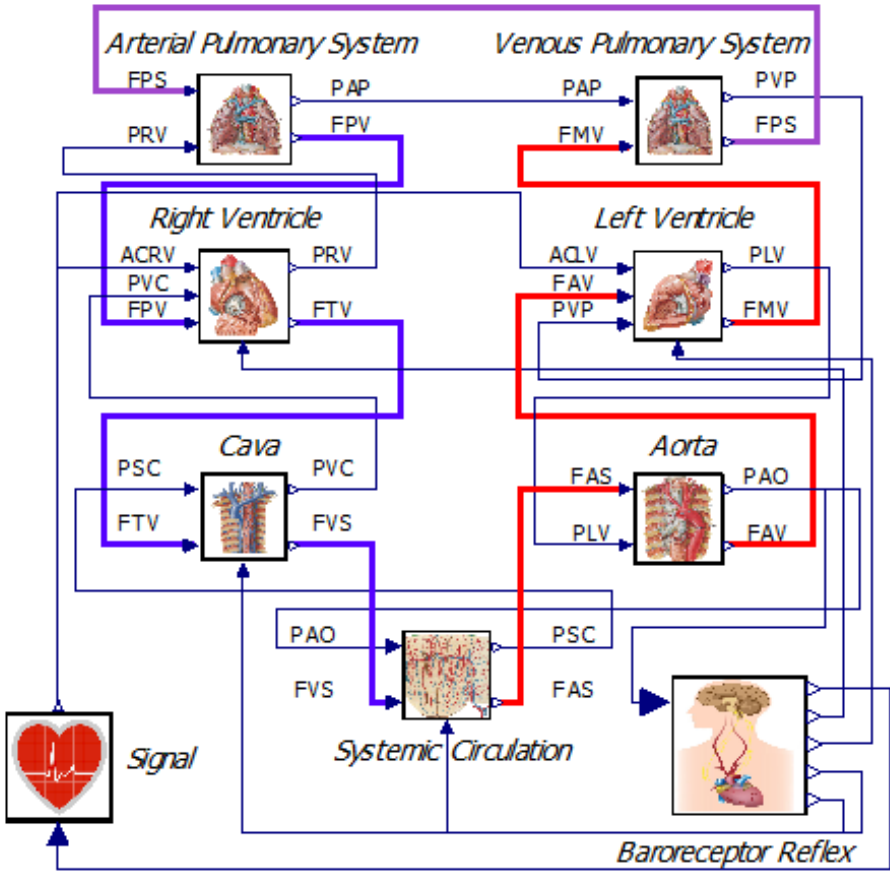 Arterial Pulmonary System
Venous Pulmonary System
FPS
PAP
PAP
PVP
PRV
FPV
FMV
FPS
Right Ventricle
Left Ventricle
ACRV
PRV
ACLV
PLV
PVC
FAV
FPV
FTV
PVP
FMV
Cava
Aorta
PSC
PVC
FAS
PAO
FTV
FVS
PLV
FAV
PAO
PSC
FVS
FAS
Signal
Systemic Circulation
Baroreceptor Reflex